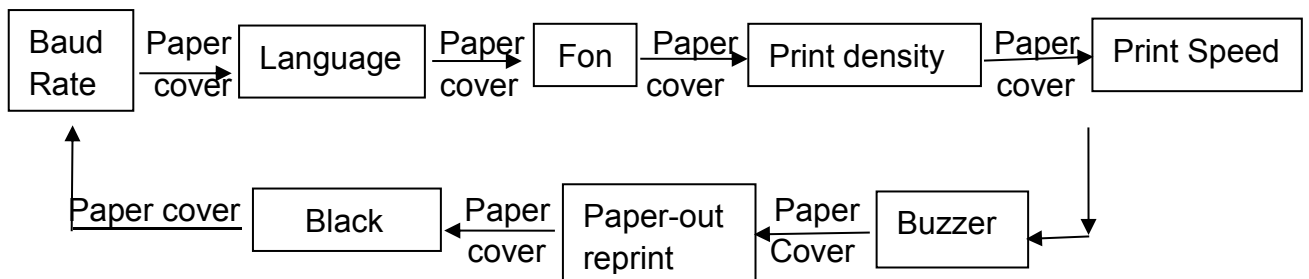 Baud
Rate
Paper
cover
Language
Paper
cover
Fon
Paper
cover
Print density
Paper
cover
Print Speed
Paper cover
Black
Paper
cover
Paper-out
reprint
Paper
Cover
Buzzer